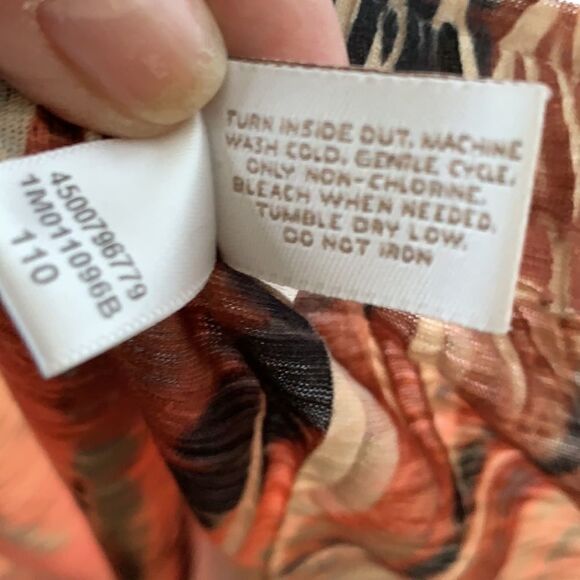 4500796779
1M011096B
110
TURN INSIDE OUT. MACHINE
WASH COLD. GENTLE CYCLE.
ONLY NON-CHLORINE.
BLEACH WHEN NEEDED.
TUMBLE DRY LOW.
DO NOT IRON